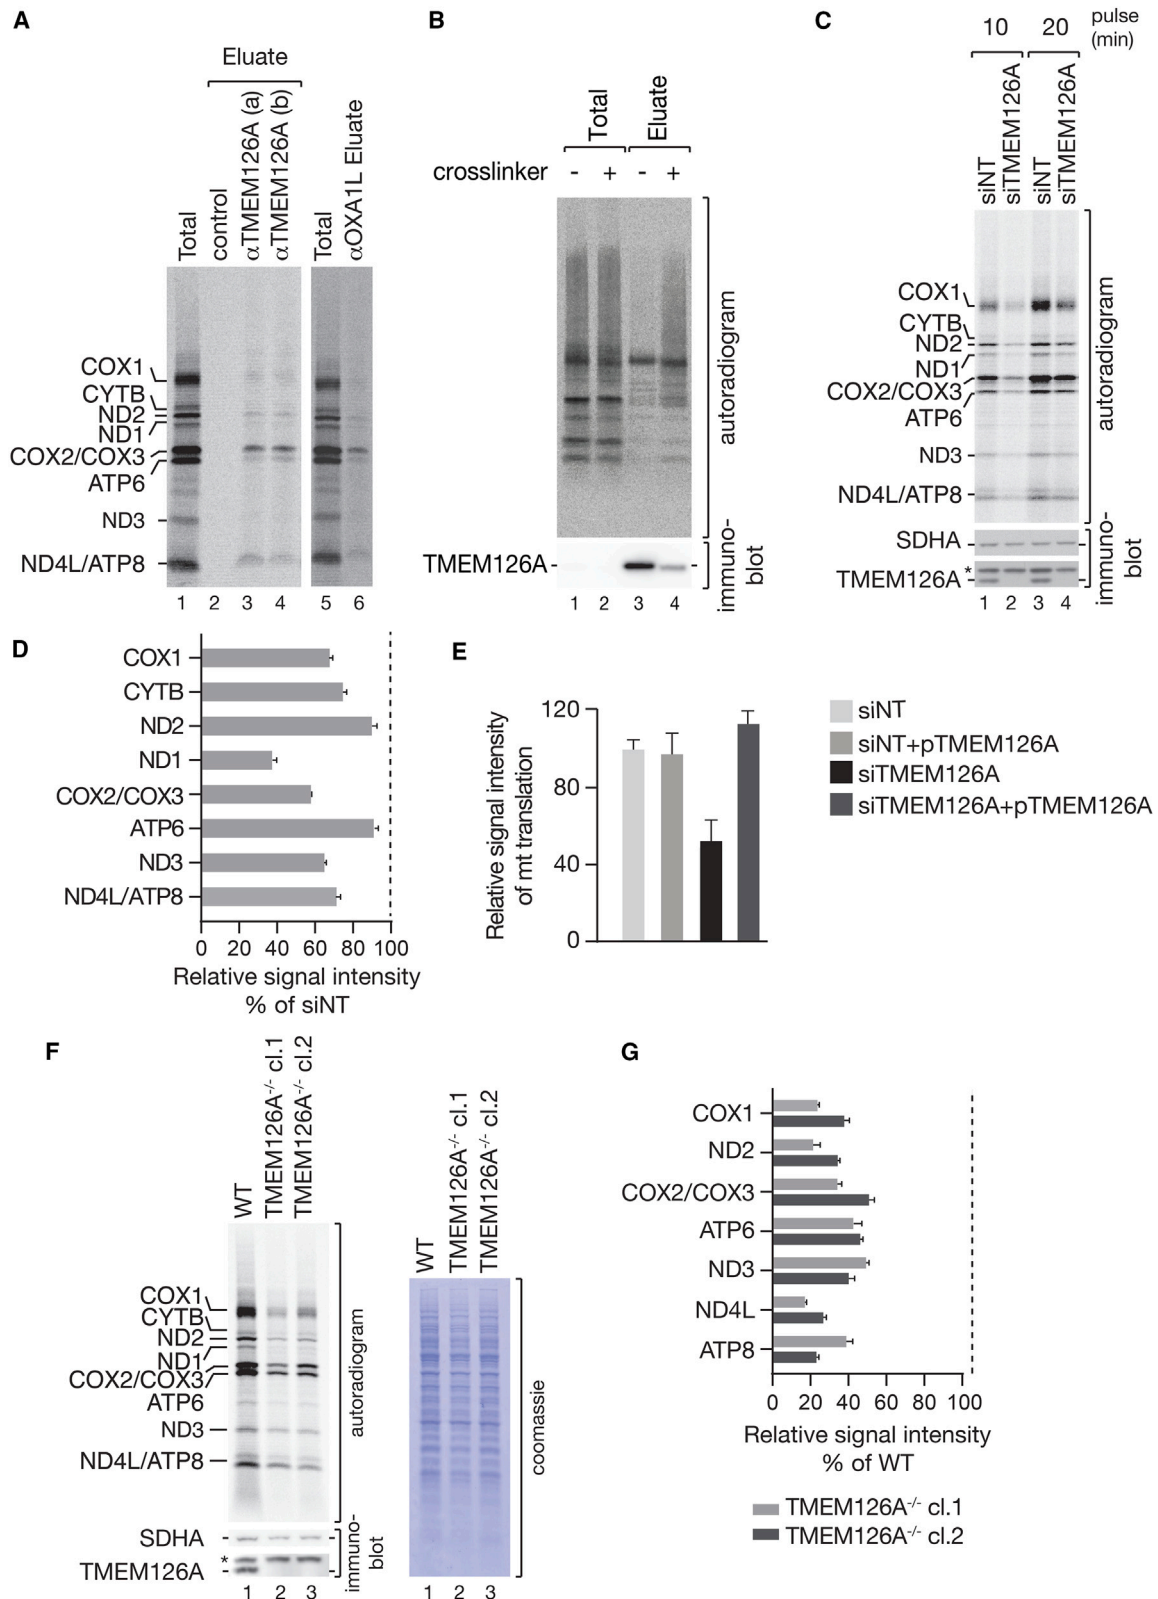 A
Eluate
Total
control
αTMEM126A (a)
αTMEM126A (b)
Total
αOXA1L Eluate
COX1
CYTB
ND2
ND1
COX2/COX3
ATP6
ND3
ND4L/ATP8
1 2 3 4 5 6
B
Total
Eluate
crosslinker - + - +
autoradiogram
TMEM126A
immuno-
blot
1 2 3 4
C
10 20 pulse
(min)
siNT
siTMEM126A
siNT
siTMEM126A
COX1
CYTB
ND2
ND1
COX2/COX3
ATP6
ND3
ND4L/ATP8
autoradiogram
SDHA
*
TMEM126A
immuno-
blot
1 2 3 4
D
COX1
CYTB
ND2
ND1
COX2/COX3
ATP6
ND3
ND4L/ATP8
0 20 40 60 80 100
Relative signal intensity
% of siNT
E
Relative signal intensity
of mt translation
120
80
40
0
siNT
siNT+pTMEM126A
siTMEM126A
siTMEM126A+pTMEM126A
F
WT
TMEM126A-/- cl.1
TMEM126A-/- cl.2
COX1
CYTB
ND2
ND1
COX2/COX3
ATP6
ND3
ND4L/ATP8
autoradiogram
SDHA
*
TMEM126A
immuno-
blot
1 2 3
WT
TMEM126A-/- cl.1
TMEM126A-/- cl.2
coomassie
1 2 3
G
COX1
ND2
COX2/COX3
ATP6
ND3
ND4L
ATP8
0 20 40 60 80 100
Relative signal intensity
% of WT
TMEM126A-/- cl.1
TMEM126A-/- cl.2